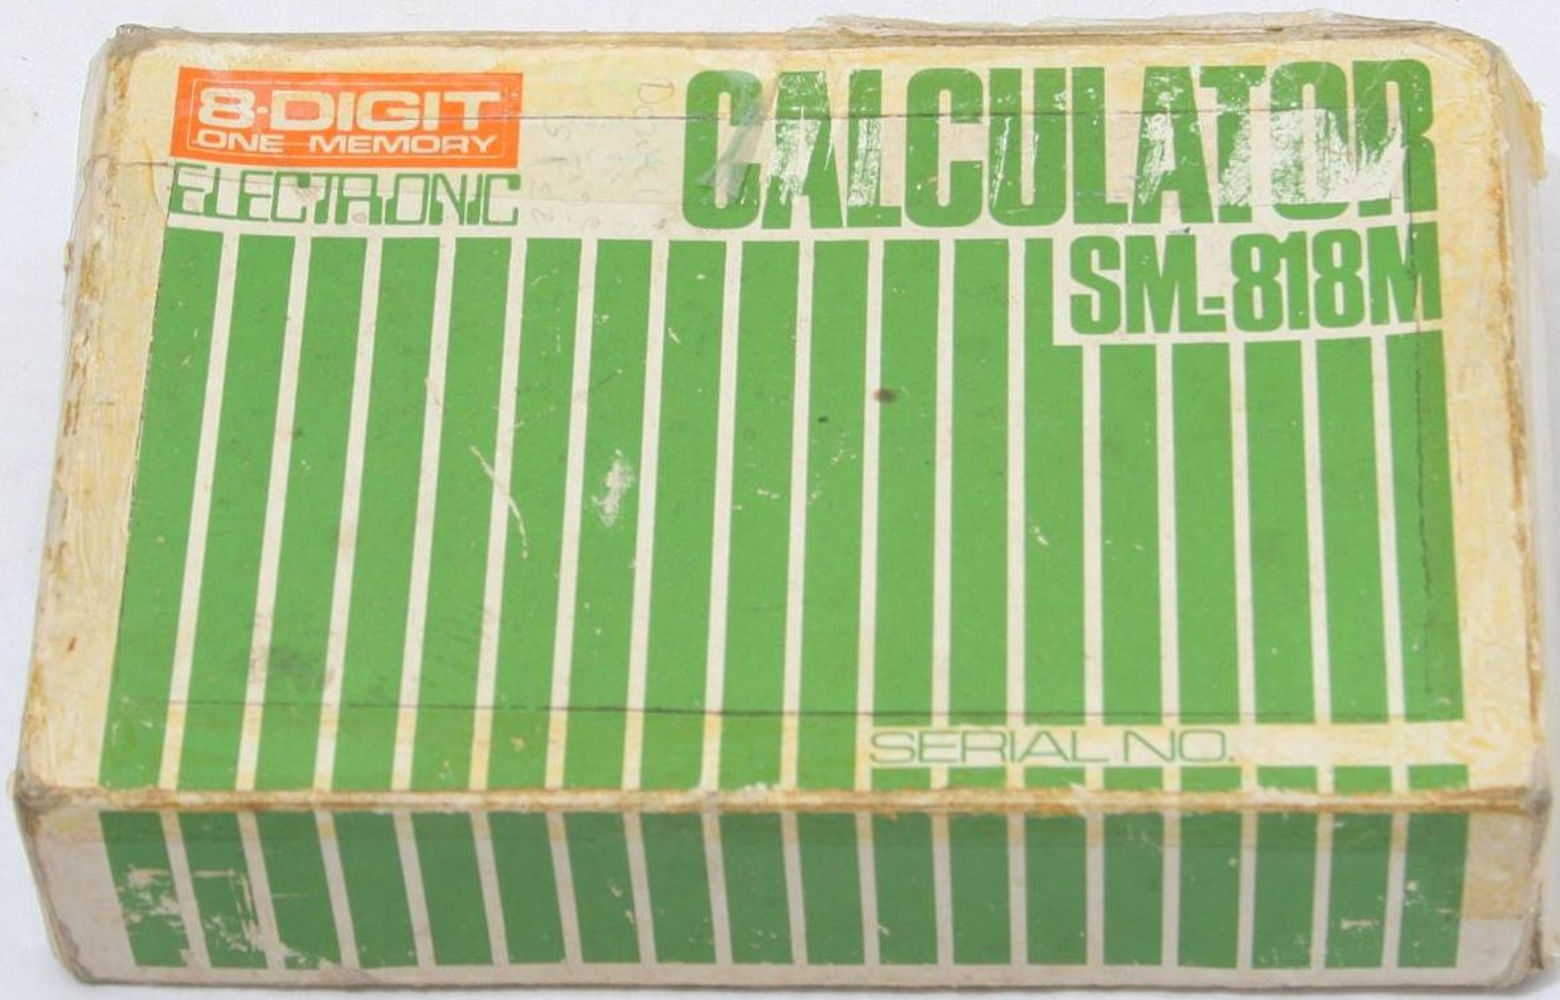 8-DIGIT
ONE MEMORY
ELECTRONIC
CALCULATOR
SM-818M
SERIAL NO.